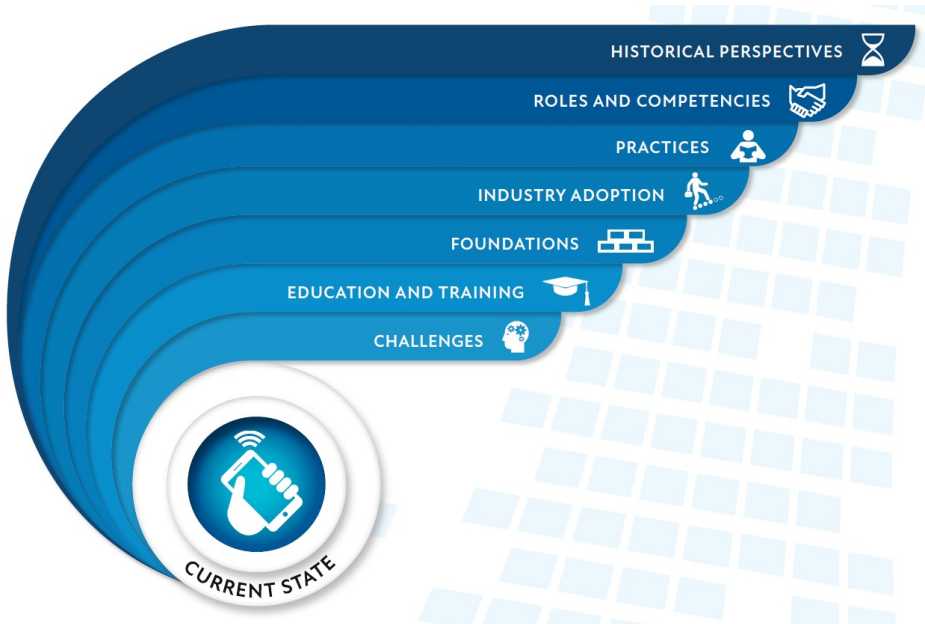 HISTORICAL PERSPECTIVES
ROLES AND COMPETENCIES
PRACTICES
INDUSTRY ADOPTION
FOUNDATIONS
EDUCATION AND TRAINING
CHALLENGES
CURRENT STATE